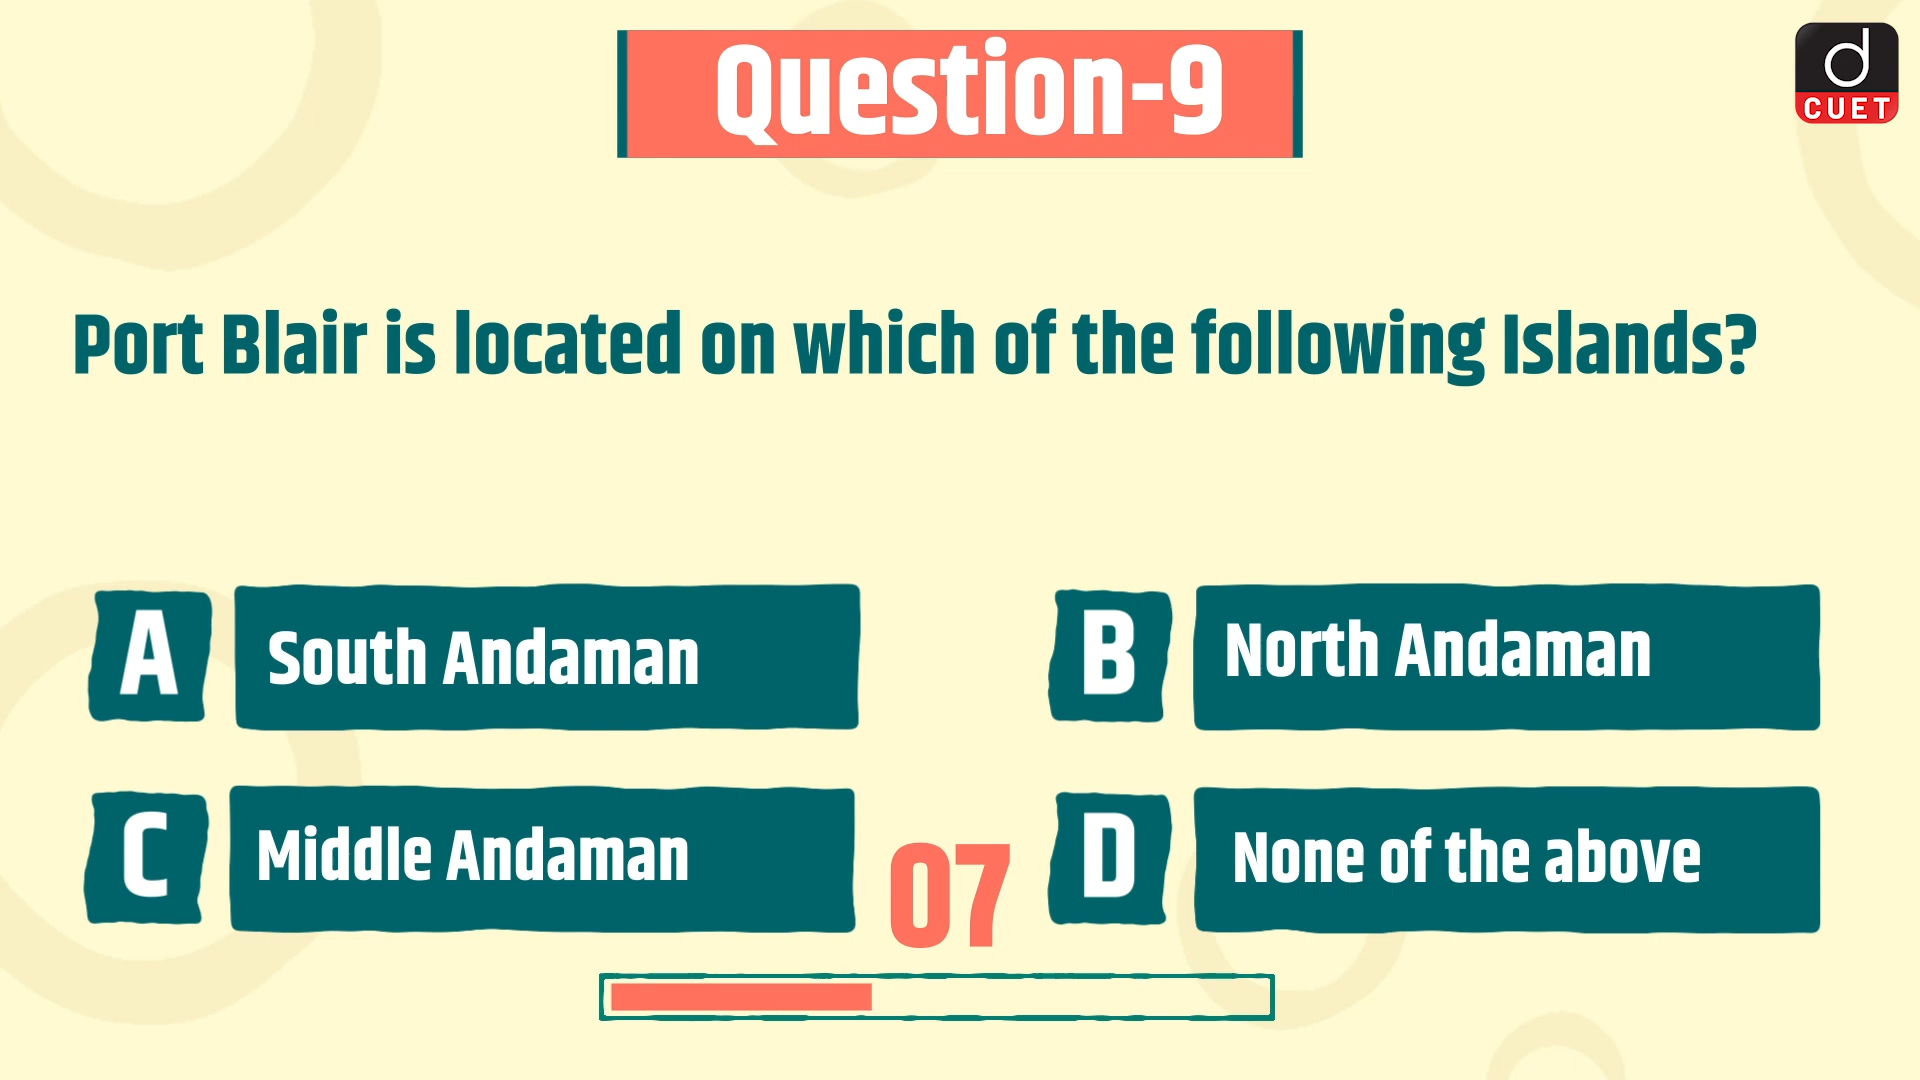 Question-9
d
CUET
Port Blair is located on which of the following Islands?
A
South Andaman
B
North Andaman
C
Middle Andaman
07
D
None of the above